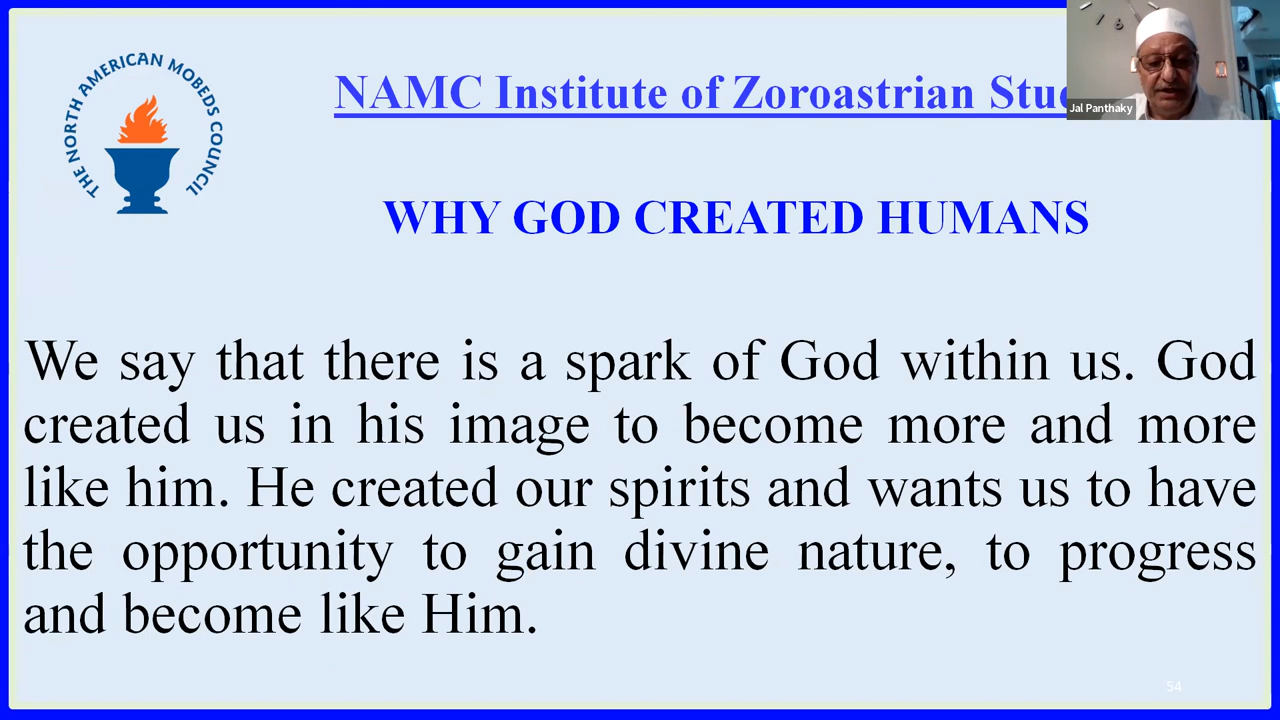 THE NORTH AMERICAN MOBEDS COUNCIL
NAMC Institute of Zoroastrian
Jal Panthaky
WHY GOD CREATED HUMANS
We say that there is a spark of God within us. God
created us in his image to become more and more
like him. He created our spirits and wants us to have
the opportunity to gain divine nature, to progress
and become like Him.
54